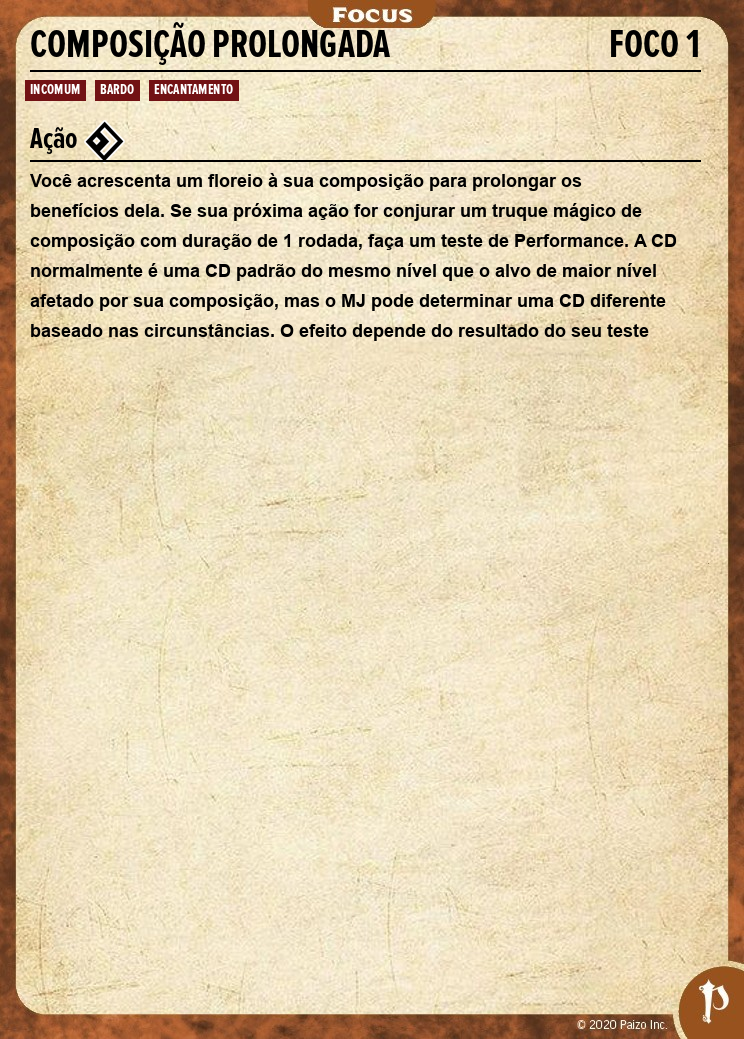 Focus
COMPOSIÇÃO PROLONGADA FOCO 1
INCOMUM BARDO ENCANTAMENTO
Ação
Você acrescenta um floreio à sua composição para prolongar os
benefícios dela. Se sua próxima ação for conjurar um truque mágico de
composição com duração de 1 rodada, faça um teste de Performance. A CD
normalmente é uma CD padrão do mesmo nível que o alvo de maior nível
afetado por sua composição, mas o MJ pode determinar uma CD diferente
baseado nas circunstâncias. O efeito depende do resultado do seu teste
© 2020 Paizo Inc.
P